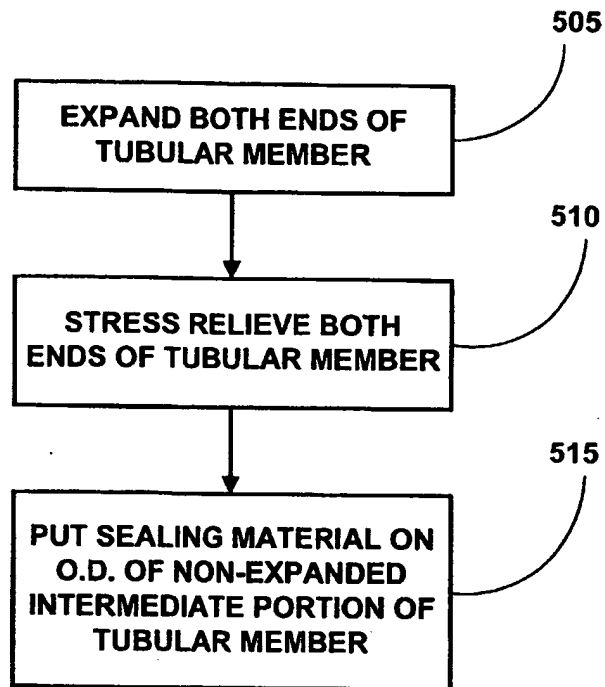 505
EXPAND BOTH ENDS OF
TUBULAR MEMBER
510
STRESS RELIEVE BOTH
ENDS OF TUBULAR MEMBER
515
PUT SEALING MATERIAL ON
O.D. OF NON-EXPANDED
INTERMEDIATE PORTION OF
TUBULAR MEMBER